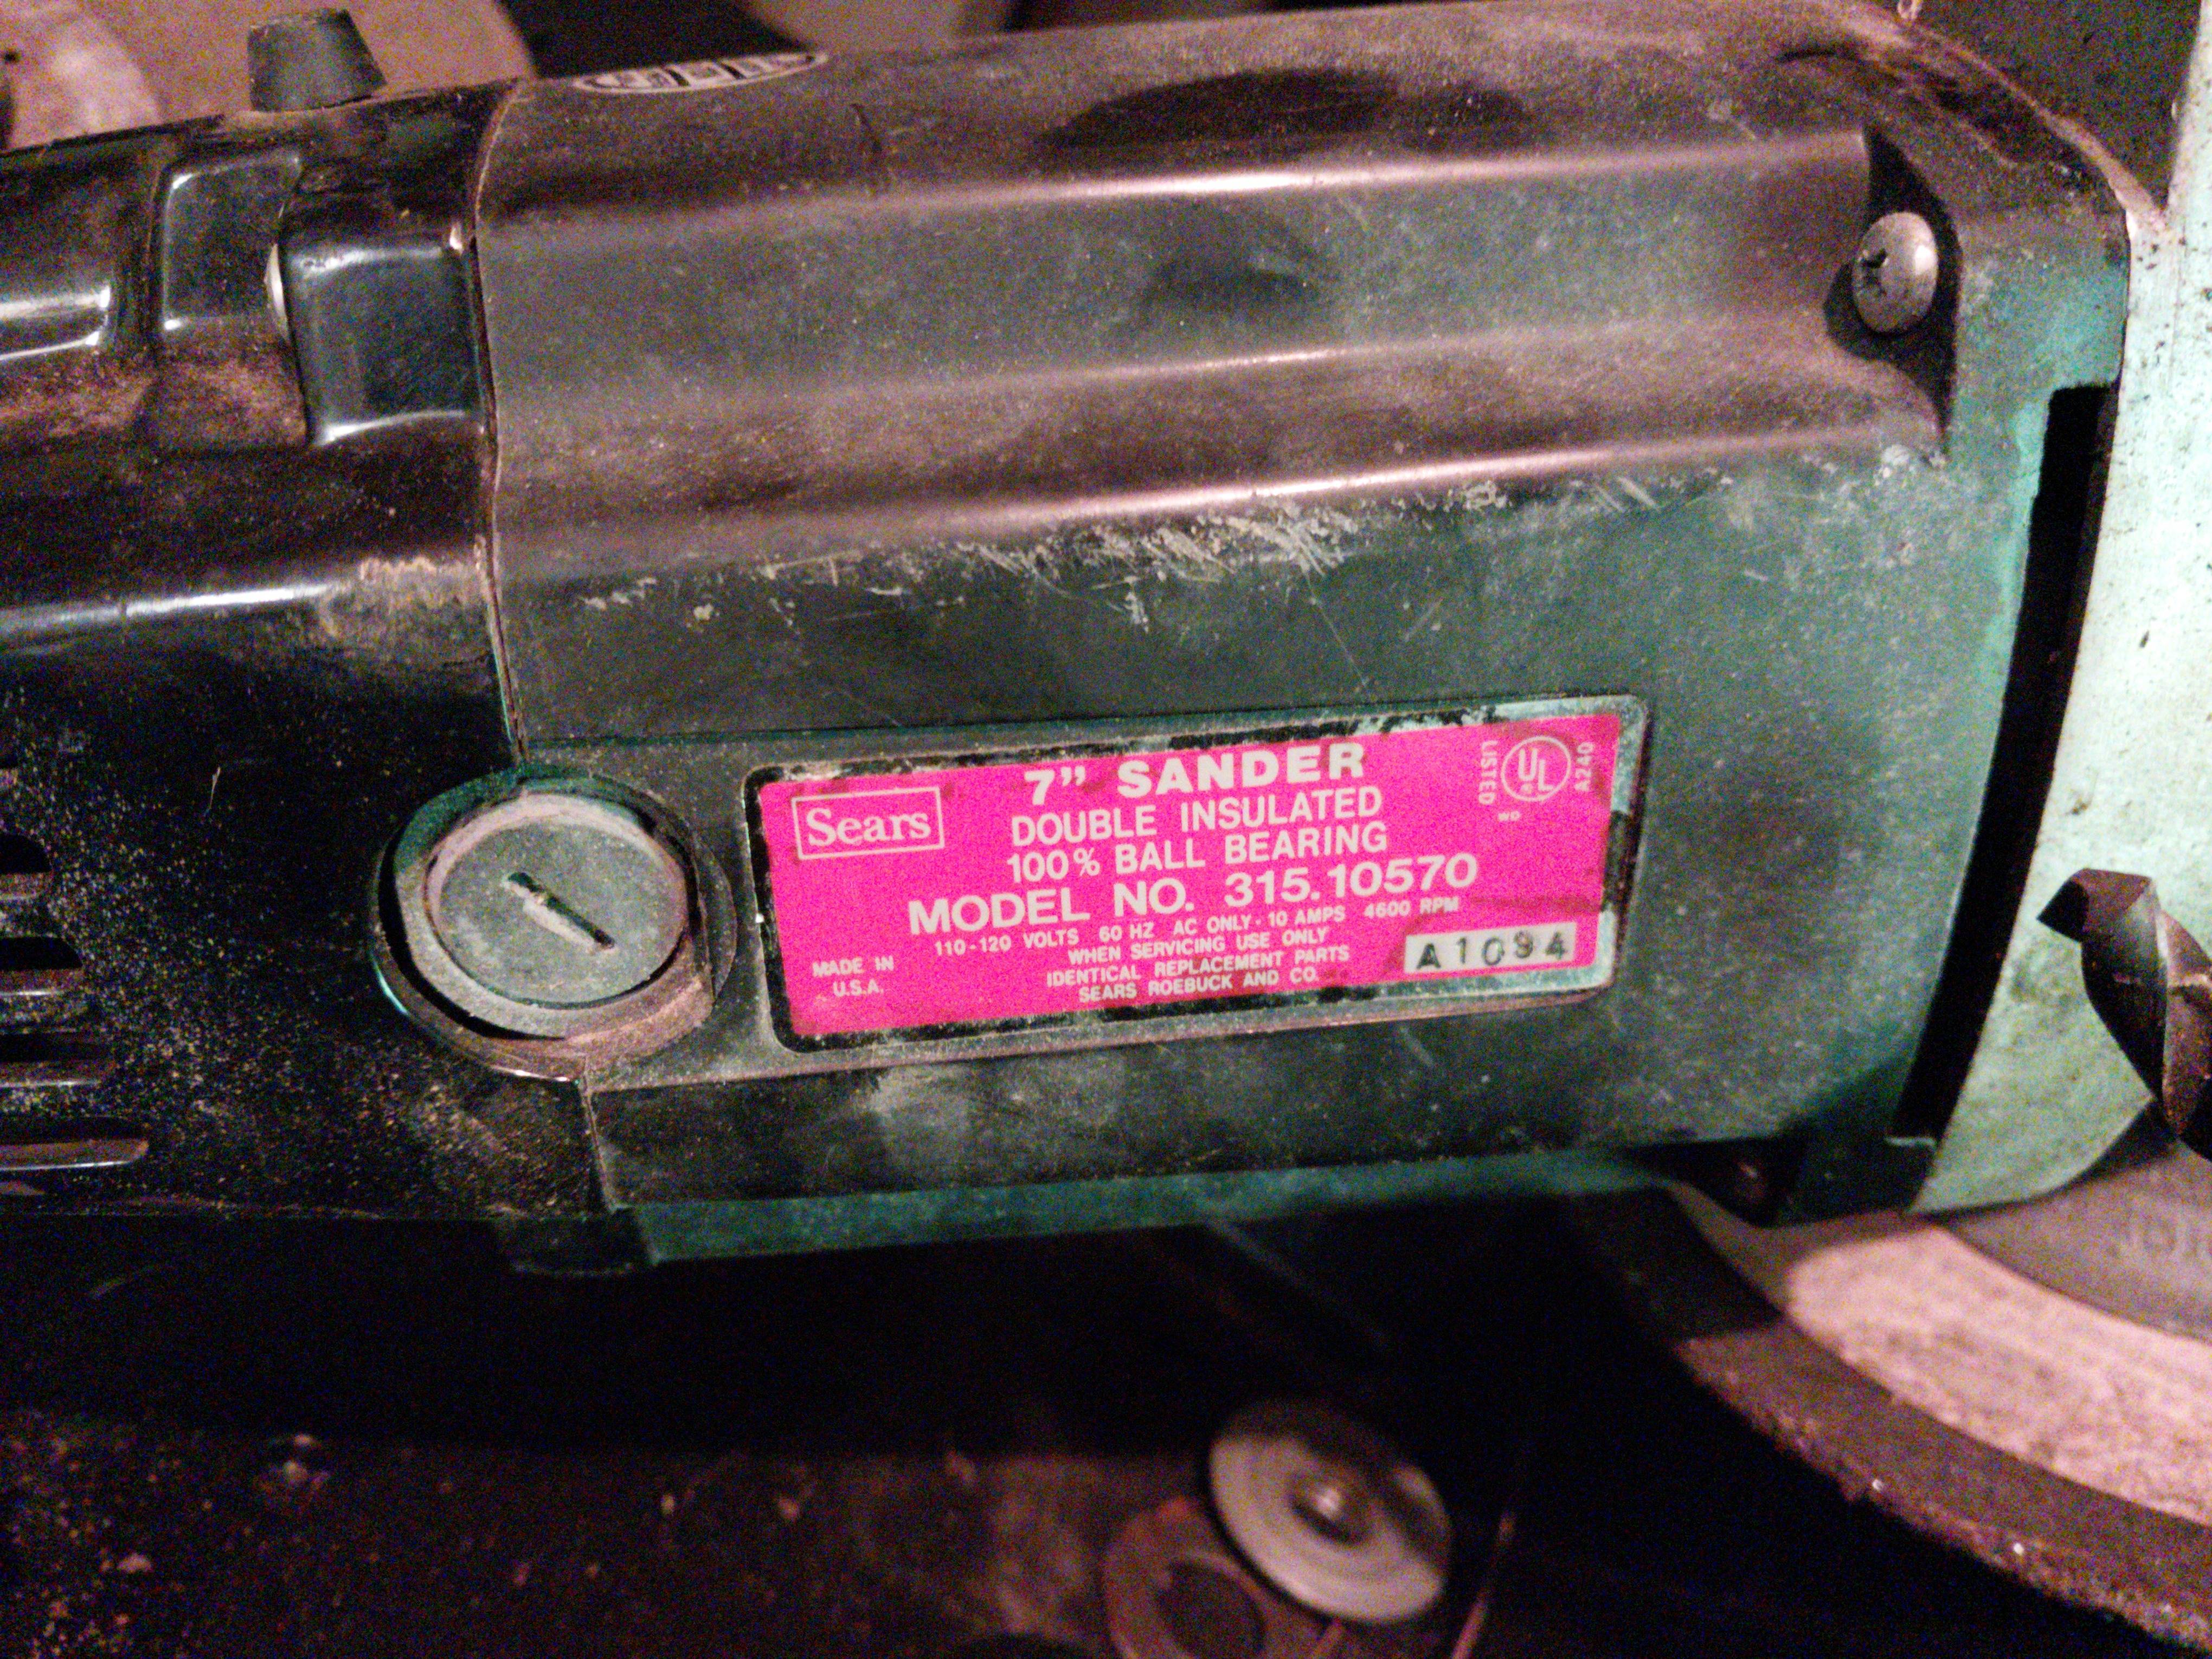 Sears
7” SANDER
DOUBLE INSULATED
100% BALL BEARING
MODEL NO. 315.10570
110-120 VOLTS 60 HZ AC ONLY - 10 AMPS 4600 RPM
WHEN SERVICING USE ONLY
IDENTICAL REPLACEMENT PARTS
SEARS ROEBUCK AND CO.
MADE IN
U.S.A.
LISTED
UL
®
A240
WD
A1094